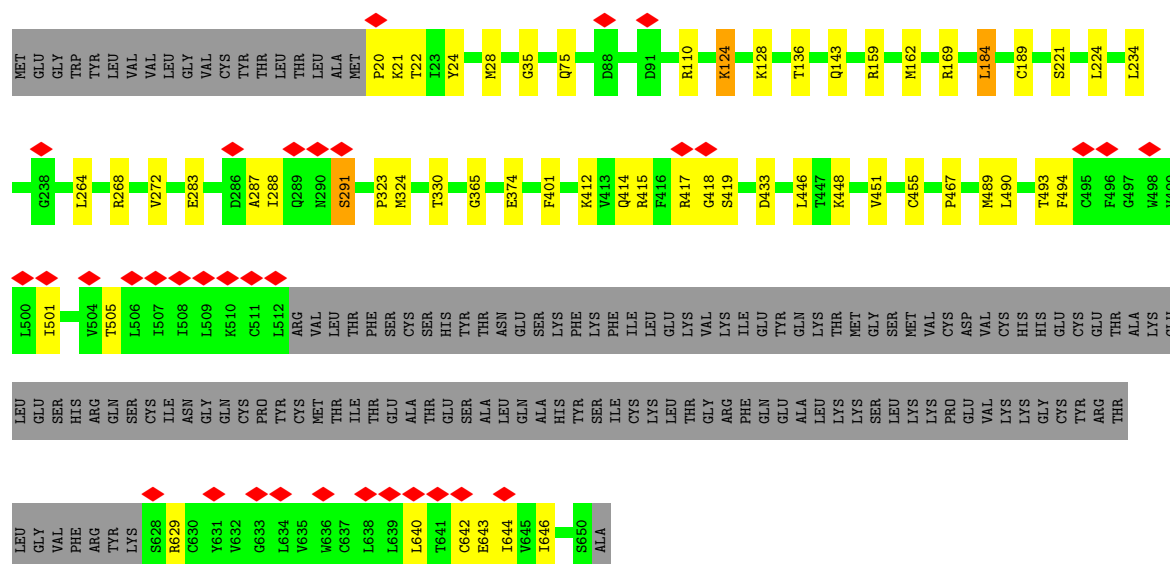 MET GLU GLY TRP TYR LEU VAL VAL LEU GLY VAL CYS TYR THR LEU THR LEU ALA MET P20 K21 T22 I23 Y24 M28 G35 Q75 D88 D91 R110 K124 K128 T136 Q143 R159 M162 R169 L184 C189 S221 L224 L234
G238 L264 R268 V272 E283 D286 A287 I288 Q289 N290 S291 P323 M324 T330 G365 E374 F401 K412 V413 Q414 R415 F416 R417 G418 S419 D433 L446 T447 K448 V451 C455 P467 M489 L490 T493 F494 C495 F496 G497 W498
L500 I501 V504 T505 L506 I507 I508 L509 K510 C511 L512 ARG VAL LEU THR PHE SER CYS SER HIS TYR THR ASN GLU SER LYS PHE LYS PHE ILE LEU GLU LYS VAL LYS ILE GLU TYR GLN LYS THR MET GLY SER MET VAL CYS ASP VAL CYS HIS HIS GLU CYS GLU THR ALA LYS
LEU GLU SER HIS ARG GLN SER CYS ILE ASN GLY GLN CYS PRO TYR CYS MET THR ILE THR GLU ALA THR GLU SER ALA LEU GLN ALA HIS TYR SER ILE CYS LYS LEU THR GLY ARG PHE GLN GLU ALA LEU LYS LYS SER LEU LYS LYS PRO GLU VAL LYS LYS GLY CYS TYR ARG THR
LEU GLY VAL PHE ARG TYR LYS S628 R629 C630 Y631 V632 G633 L634 V635 W636 C637 L638 L639 L640 T641 C642 E643 I644 V645 I646 S650 ALA